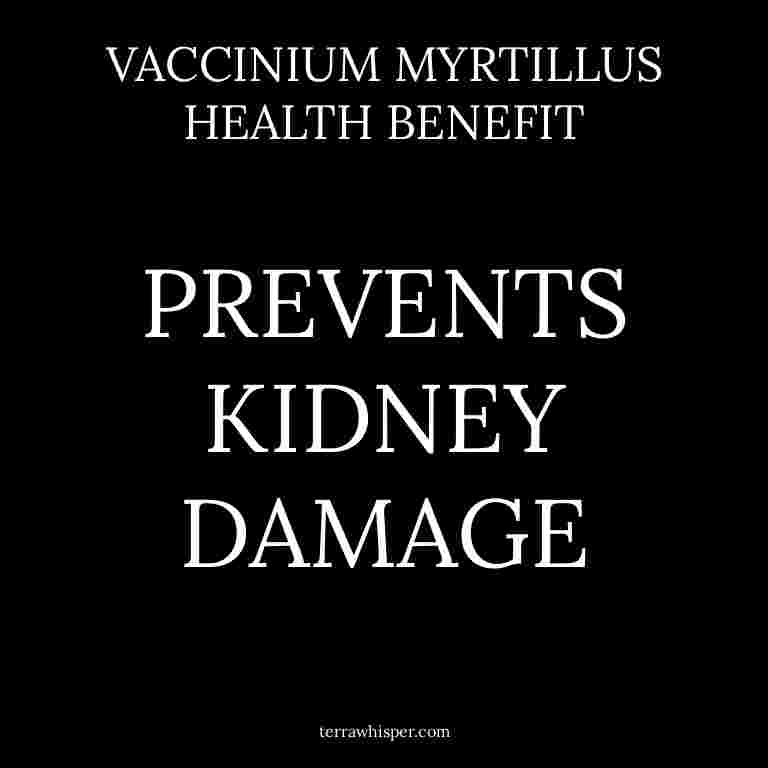 VACCINIUM MYRTILLUS
HEALTH BENEFIT
PREVENTS
KIDNEY
DAMAGE
terrawhisper.com